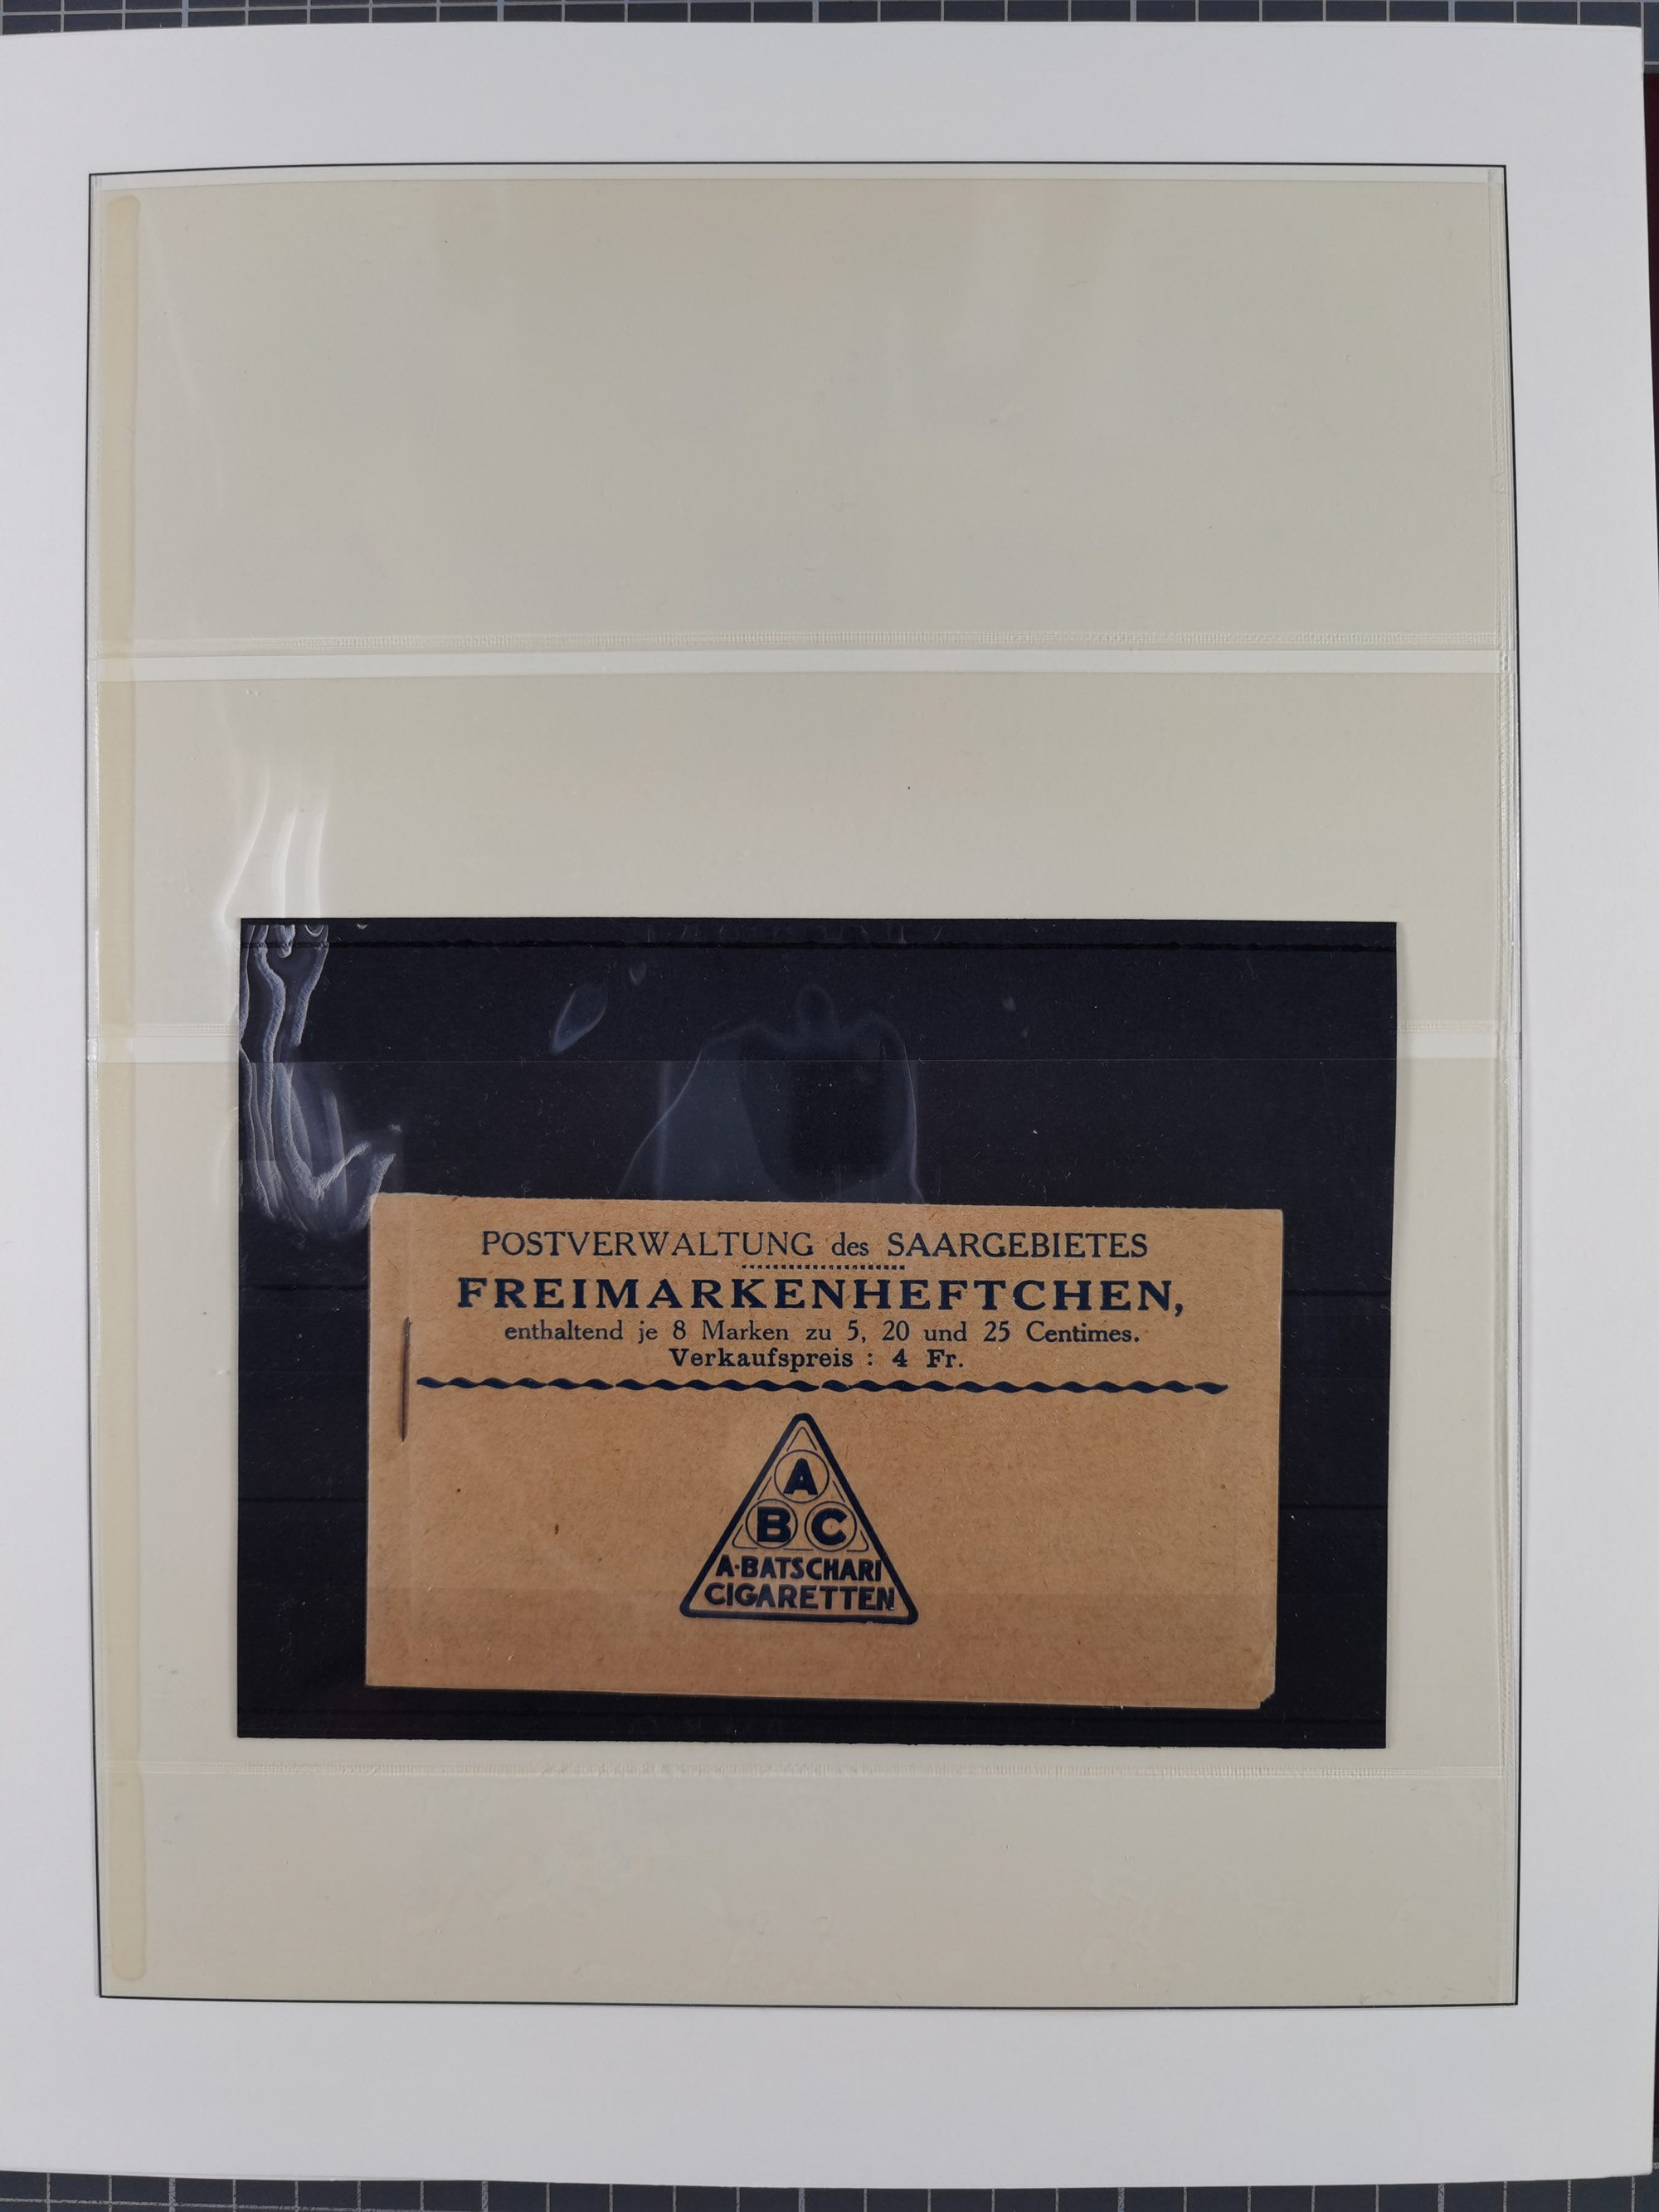 POSTVERWALTUNG des SAARGEBIETES
FREIMARKENHEFTCHEN,
enthaltend je 8 Marken zu 5, 20 und 25 Centimes.
Verkaufspreis : 4 Fr.
A
B C
A·BATSCHARI
CIGARETTEN